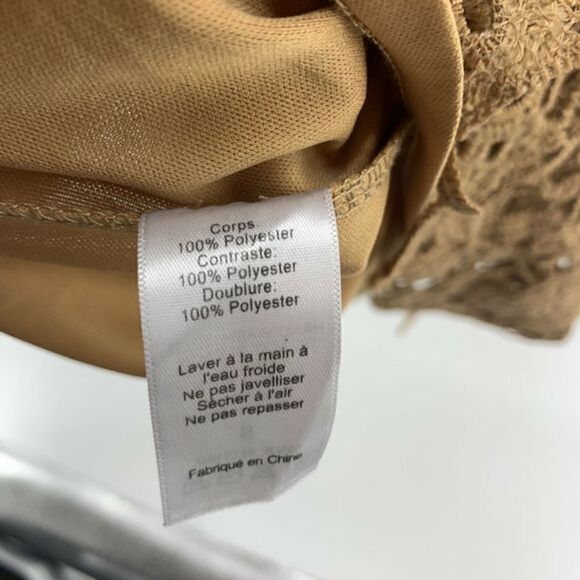 Corps
100% Polyester
Contraste:
100% Polyester
Doublure:
100% Polyester
Laver à la main à
l'eau froide
Ne pas javelliser
Sécher à l'air
Ne pas repasser
Fabriqué en Chine